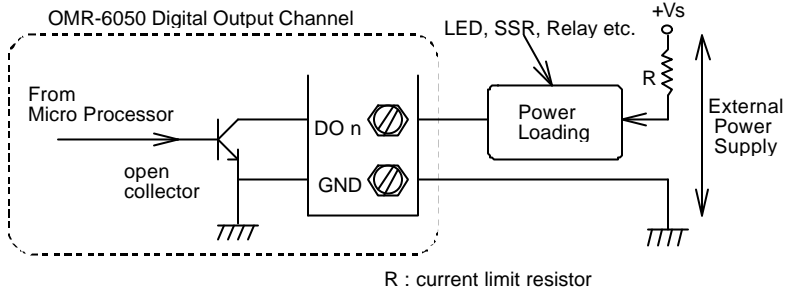 OMR-6050 Digital Output Channel
+Vs
LED, SSR, Relay etc.
R
From
Micro Processor
DO n
Power
Loading
External
Power
Supply
open
collector
GND
R : current limit resistor